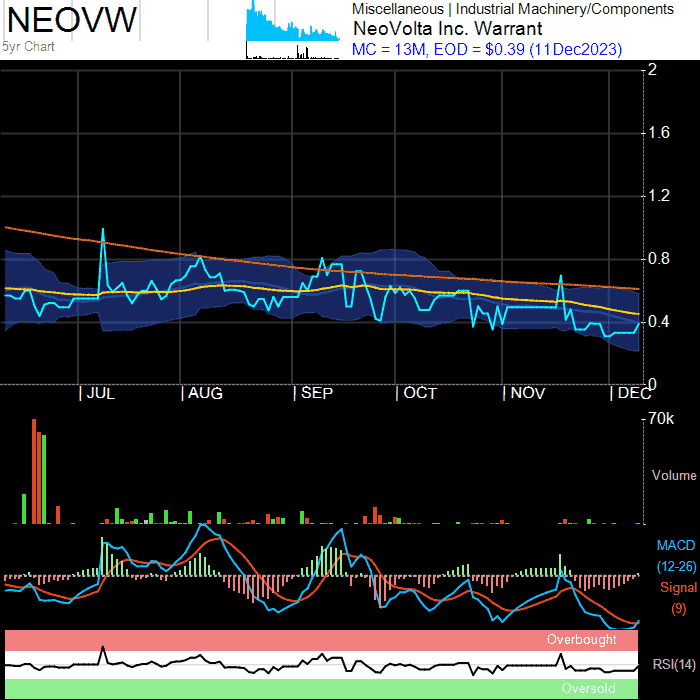 NEOVW
5yr Chart
Miscellaneous | Industrial Machinery/Components
NeoVolta Inc. Warrant
MC = 13M, EOD = $0.39 (11Dec2023)
2
1.6
1.2
0.8
0.4
0
| JUL | AUG | SEP | OCT | NOV | DEC
70k
Volume
MACD
(12-26)
Signal
(9)
Overbought
RSI(14)
Oversold